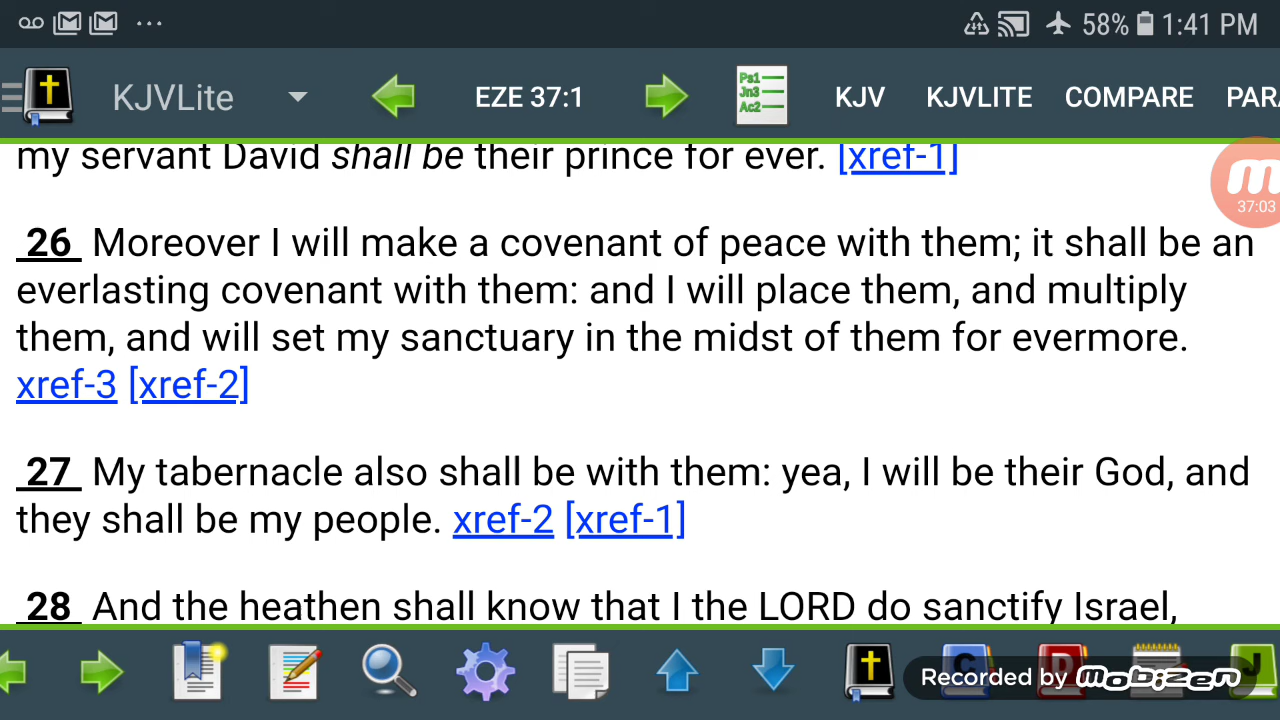 58% 1:41 PM
KJVLite EZE 37:1 Ps1 Jn3 Ac2 KJV KJVLITE COMPARE PARA
my servant David shall be their prince for ever. [xref-1]
37:03
26 Moreover I will make a covenant of peace with them; it shall be an
everlasting covenant with them: and I will place them, and multiply
them, and will set my sanctuary in the midst of them for evermore.
xref-3 [xref-2]
27 My tabernacle also shall be with them: yea, I will be their God, and
they shall be my people. xref-2 [xref-1]
28 And the heathen shall know that I the LORD do sanctify Israel,
C D J
Recorded by mobizen